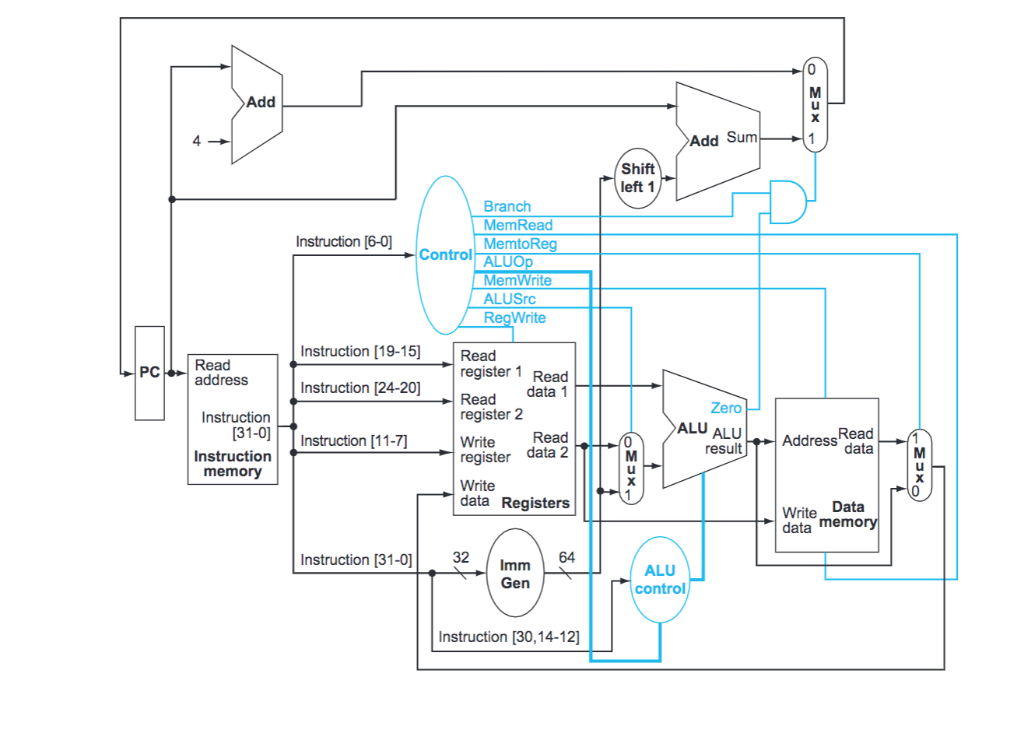 0
M
u
x
1
Add
4
Add Sum
Shift
left 1
Branch
MemRead
MemtoReg
ALUOp
MemWrite
ALUSrc
RegWrite
Control
Instruction [6-0]
PC
Read
address
Instruction
[31-0]
Instruction
memory
Instruction [19-15]
Instruction [24-20]
Instruction [11-7]
Read
register 1
Read
data 1
Read
register 2
Write
register
Read
data 2
Write
data
Registers
0
M
u
x
1
Zero
ALU
ALU
result
Address
Read
data
Write
data
Data
memory
1
M
u
x
0
Instruction [31-0]
32
Imm
Gen
64
ALU
control
Instruction [30,14-12]